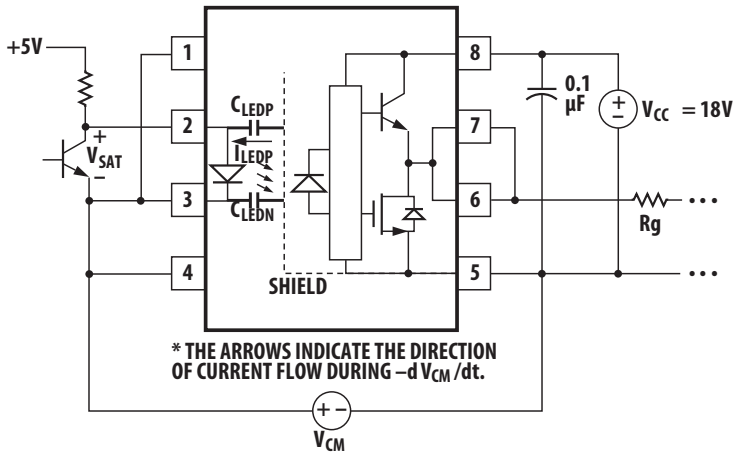 +5V
1
8
C LEDP
0.1
µF
+
–
V CC = 18V
2
7
+
V SAT
–
I LEDP
3
C LEDN
6
Rg
•••
4
SHIELD
5
•••
* THE ARROWS INDICATE THE DIRECTION
OF CURRENT FLOW DURING –d V CM /dt.
+ –
V CM